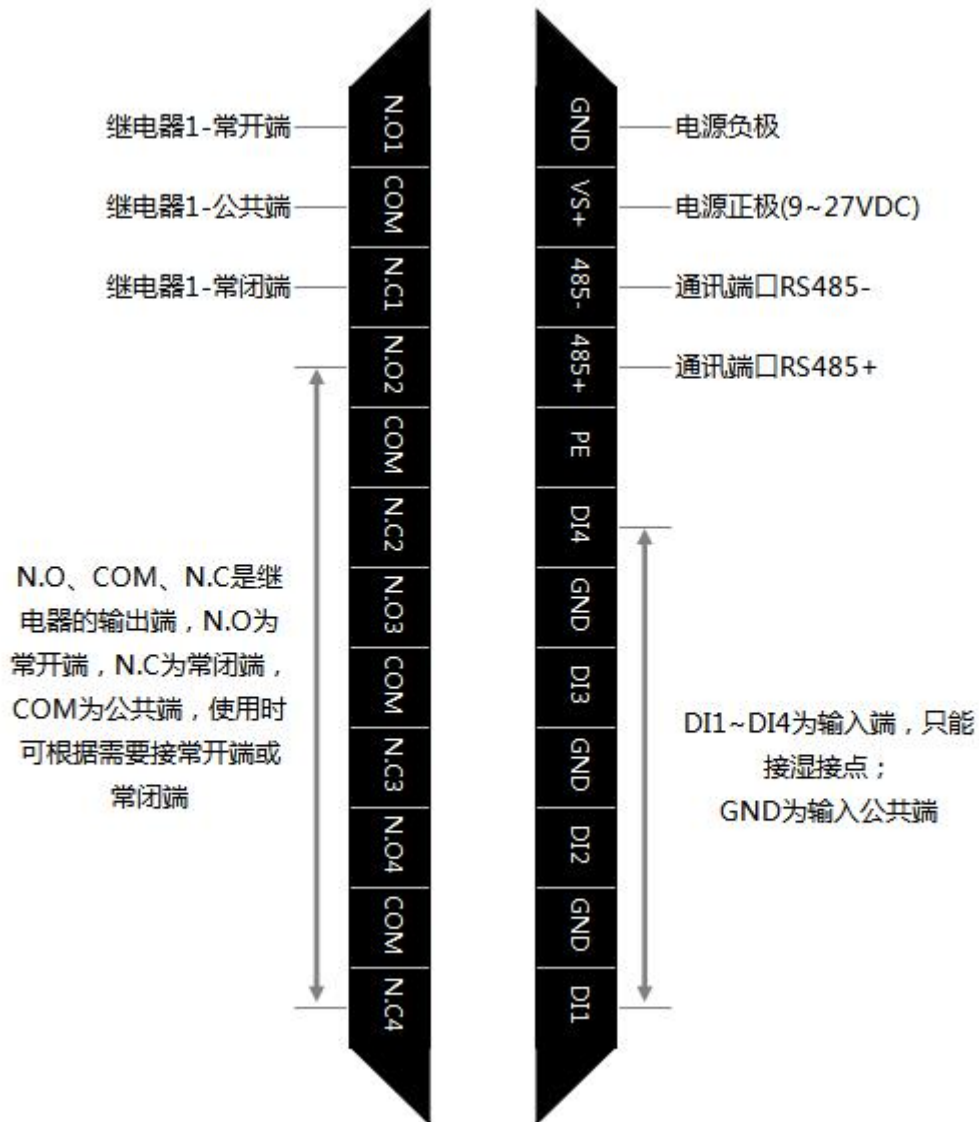 继电器1-常开端
继电器1-公共端
继电器1-常闭端
N.O、COM、N.C是继
电器的输出端，N.O为
常开端，N.C为常闭端，
COM为公共端，使用时
可根据需要接常开端或
常闭端
N.O1
COM
N.C1
N.O2
COM
N.C2
N.O3
COM
N.C3
N.O4
COM
N.C4
GND
VS+
485-
485+
PE
DI4
GND
DI3
GND
DI2
GND
DI1
电源负极
电源正极(9~27VDC)
通讯端口RS485-
通讯端口RS485+
DI1~DI4为输入端，只能
接湿接点；
GND为输入公共端